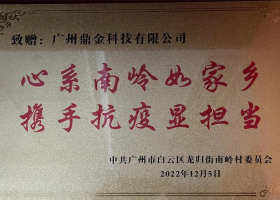 致赠：广州鼎金科技有限公司
心系南岭如家乡
携手抗疫显担当
中共广州市白云区龙归街南岭村委员会
2022年12月5日